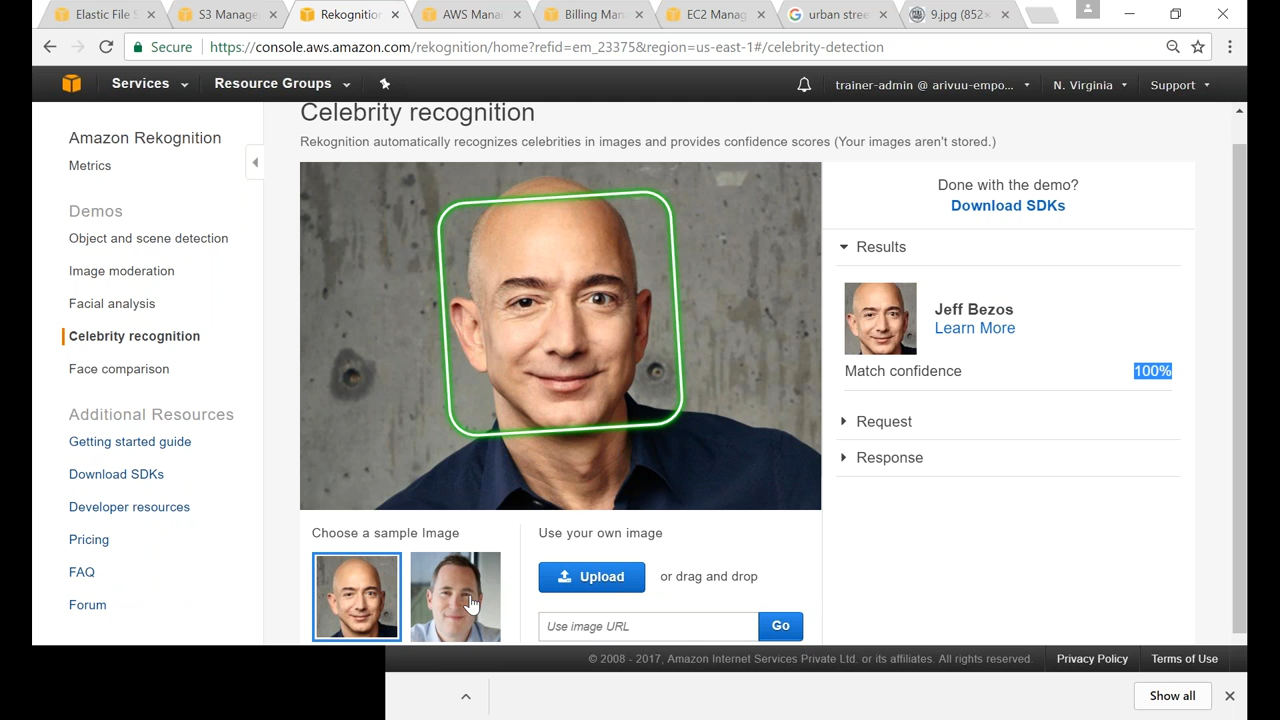 Elastic File S
S3 Manage
Rekognition
AWS Mana
Billing Man
EC2 Manag
urban stree
9.jpg (852×
Secure
https://console.aws.amazon.com/rekognition/home?refid=em_23375&region=us-east-1#/celebrity-detection
Services
Resource Groups
trainer-admin @ arivuu-empo...
N. Virginia
Support
Amazon Rekognition
Metrics
Demos
Object and scene detection
Image moderation
Facial analysis
Celebrity recognition
Face comparison
Additional Resources
Getting started guide
Download SDKs
Developer resources
Pricing
FAQ
Forum
Celebrity recognition
Rekognition automatically recognizes celebrities in images and provides confidence scores (Your images aren't stored.)
Choose a sample Image
Use your own image
Upload
or drag and drop
Use image URL
Go
Done with the demo?
Download SDKs
Results
Jeff Bezos
Learn More
Match confidence 100%
Request
Response
© 2008 - 2017, Amazon Internet Services Private Ltd. or its affiliates. All rights reserved.
Privacy Policy
Terms of Use
Show all